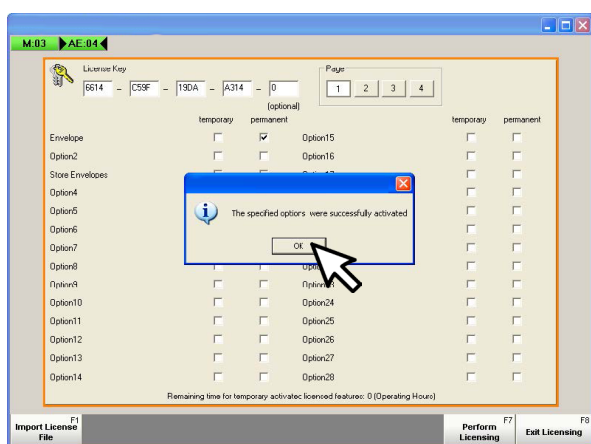 M:03 AE:04
License Key
Page
6614 - C59F - 19DA - A314 - 0
1 2 3 4
(optional)
temporary permanent temporary permanent
Envelope Option15
Option2 Option16
Store Envelopes
Option4
Option5
The specified options were successfully activated
Option6
Option7
OK
Option8
Option9
Option10 Option24
Option11 Option25
Option12 Option26
Option13 Option27
Option14 Option28
Remaining time for temporary activated licenced features: 0 (Operating Hours)
F1
Import License
File
F7
Perform
Licensing
F8
Exit Licensing